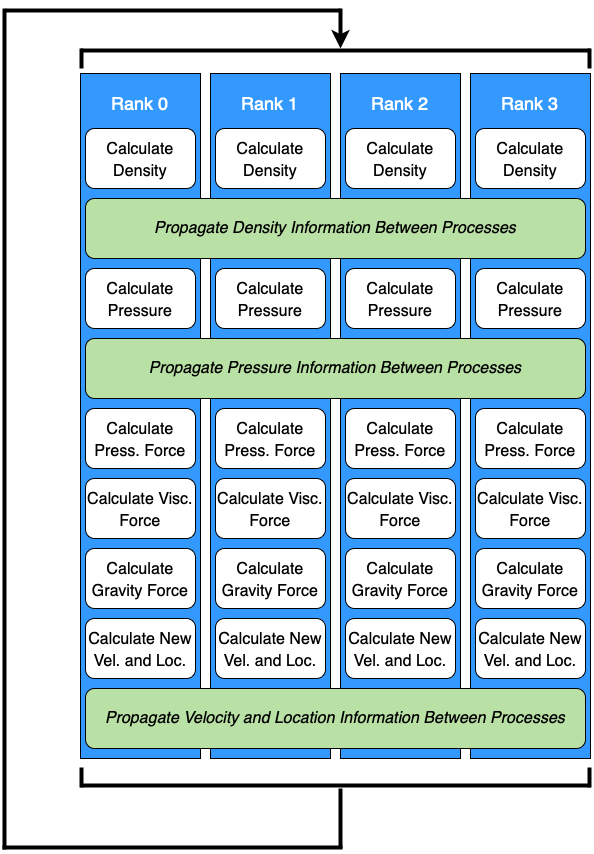 Rank 0 Rank 1 Rank 2 Rank 3
Calculate Calculate Calculate Calculate
Density Density Density Density
Propagate Density Information Between Processes
Calculate Calculate Calculate Calculate
Pressure Pressure Pressure Pressure
Propagate Pressure Information Between Processes
Calculate Calculate Calculate Calculate
Press. Force Press. Force Press. Force Press. Force
Calculate Visc. Calculate Visc. Calculate Visc. Calculate Visc.
Force Force Force Force
Calculate Calculate Calculate Calculate
Gravity Force Gravity Force Gravity Force Gravity Force
Calculate New Calculate New Calculate New Calculate New
Vel. and Loc. Vel. and Loc. Vel. and Loc. Vel. and Loc.
Propagate Velocity and Location Information Between Processes